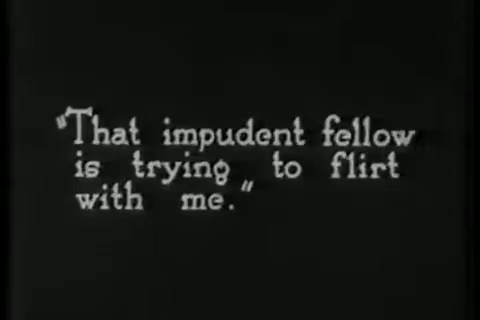 "That impudent fellow
is trying to flirt
with me."